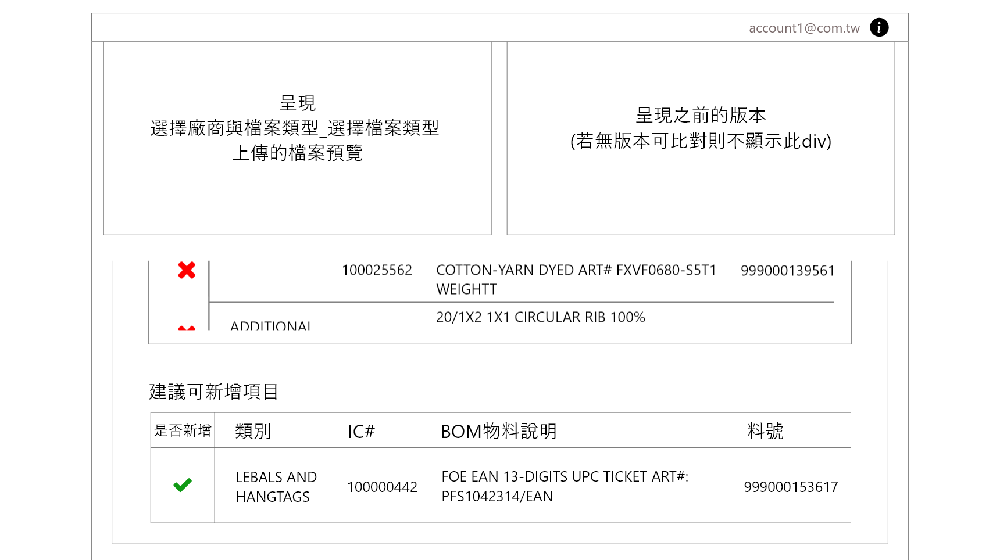 account1@com.tw
i
呈現
選擇廠商與檔案類型_選擇檔案類型
上傳的檔案預覽
呈現之前的版本
(若無版本可比對則不顯示此div)
100025562 COTTON-YARN DYED ART# FXVF0680-S5T1 999000139561
WEIGHTT
20/1X2 1X1 CIRCULAR RIB 100%
ADDITIONAL
建議可新增項目
是否新增 類別 IC# BOM物料說明 料號
LEBALS AND FOE EAN 13-DIGITS UPC TICKET ART#:
100000442 999000153617
HANGTAGS PFS1042314/EAN